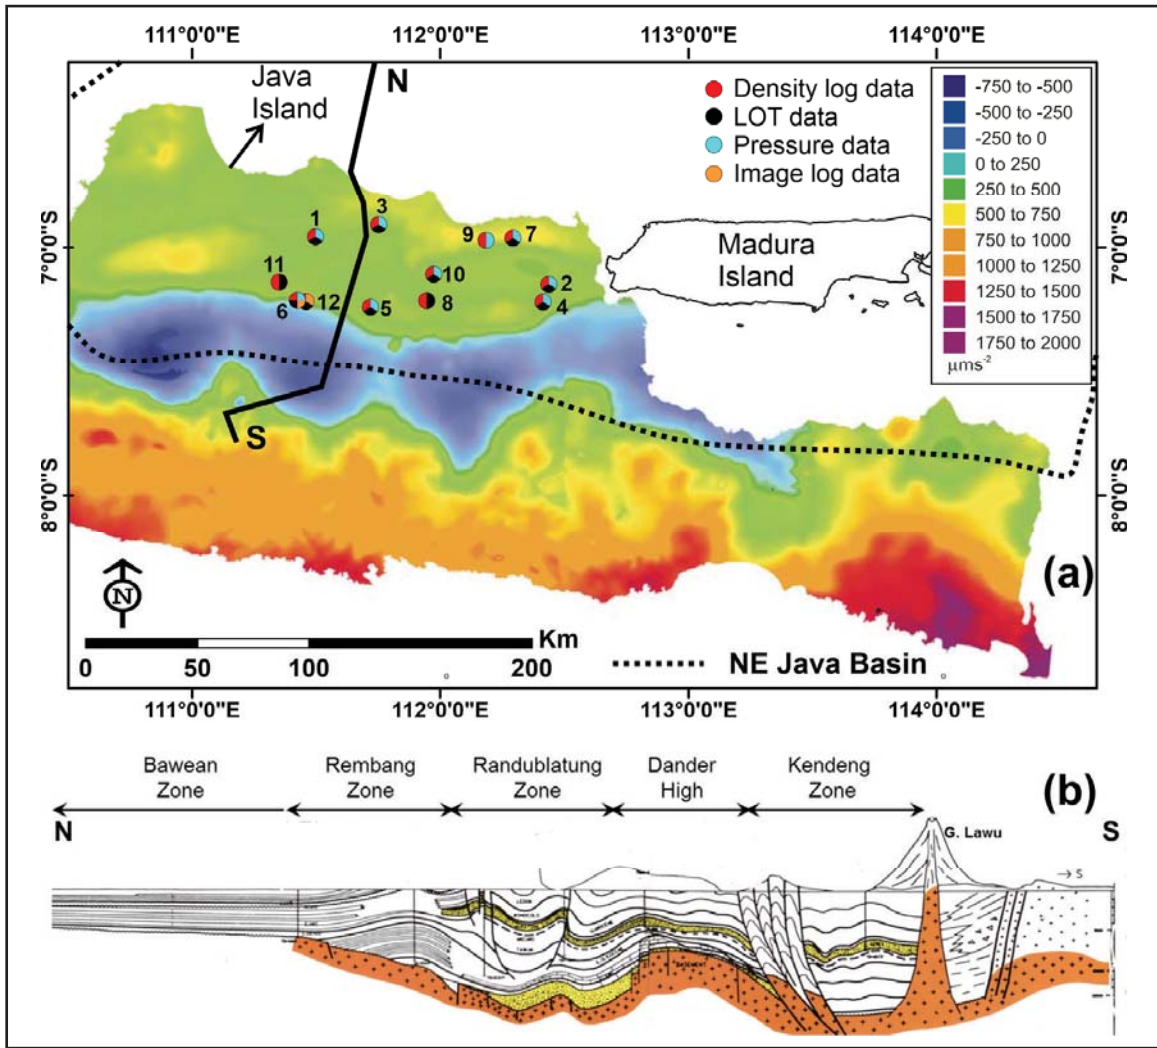 111°0'0"E 112°0'0"E 113°0'0"E 114°0'0"E
Java
Island
N
Density log data
LOT data
Pressure data
Image log data
-750 to -500
-500 to -250
-250 to 0
0 to 250
250 to 500
500 to 750
750 to 1000
1000 to 1250
1250 to 1500
1500 to 1750
1750 to 2000
µms-2
7°0'0"S
7°0'0"S
1
3
9
7
11
10
2
6
12
5
8
4
Madura
Island
S
8°0'0"S
8°0'0"S
(a)
N
Km
0 50 100 200
NE Java Basin
111°0'0"E 112°0'0"E 113°0'0"E 114°0'0"E
Bawean
Zone
Rembang
Zone
Randublatung
Zone
Dander
High
Kendeng
Zone
(b)
N
S
G. Lawu
→ S
BASEMENT